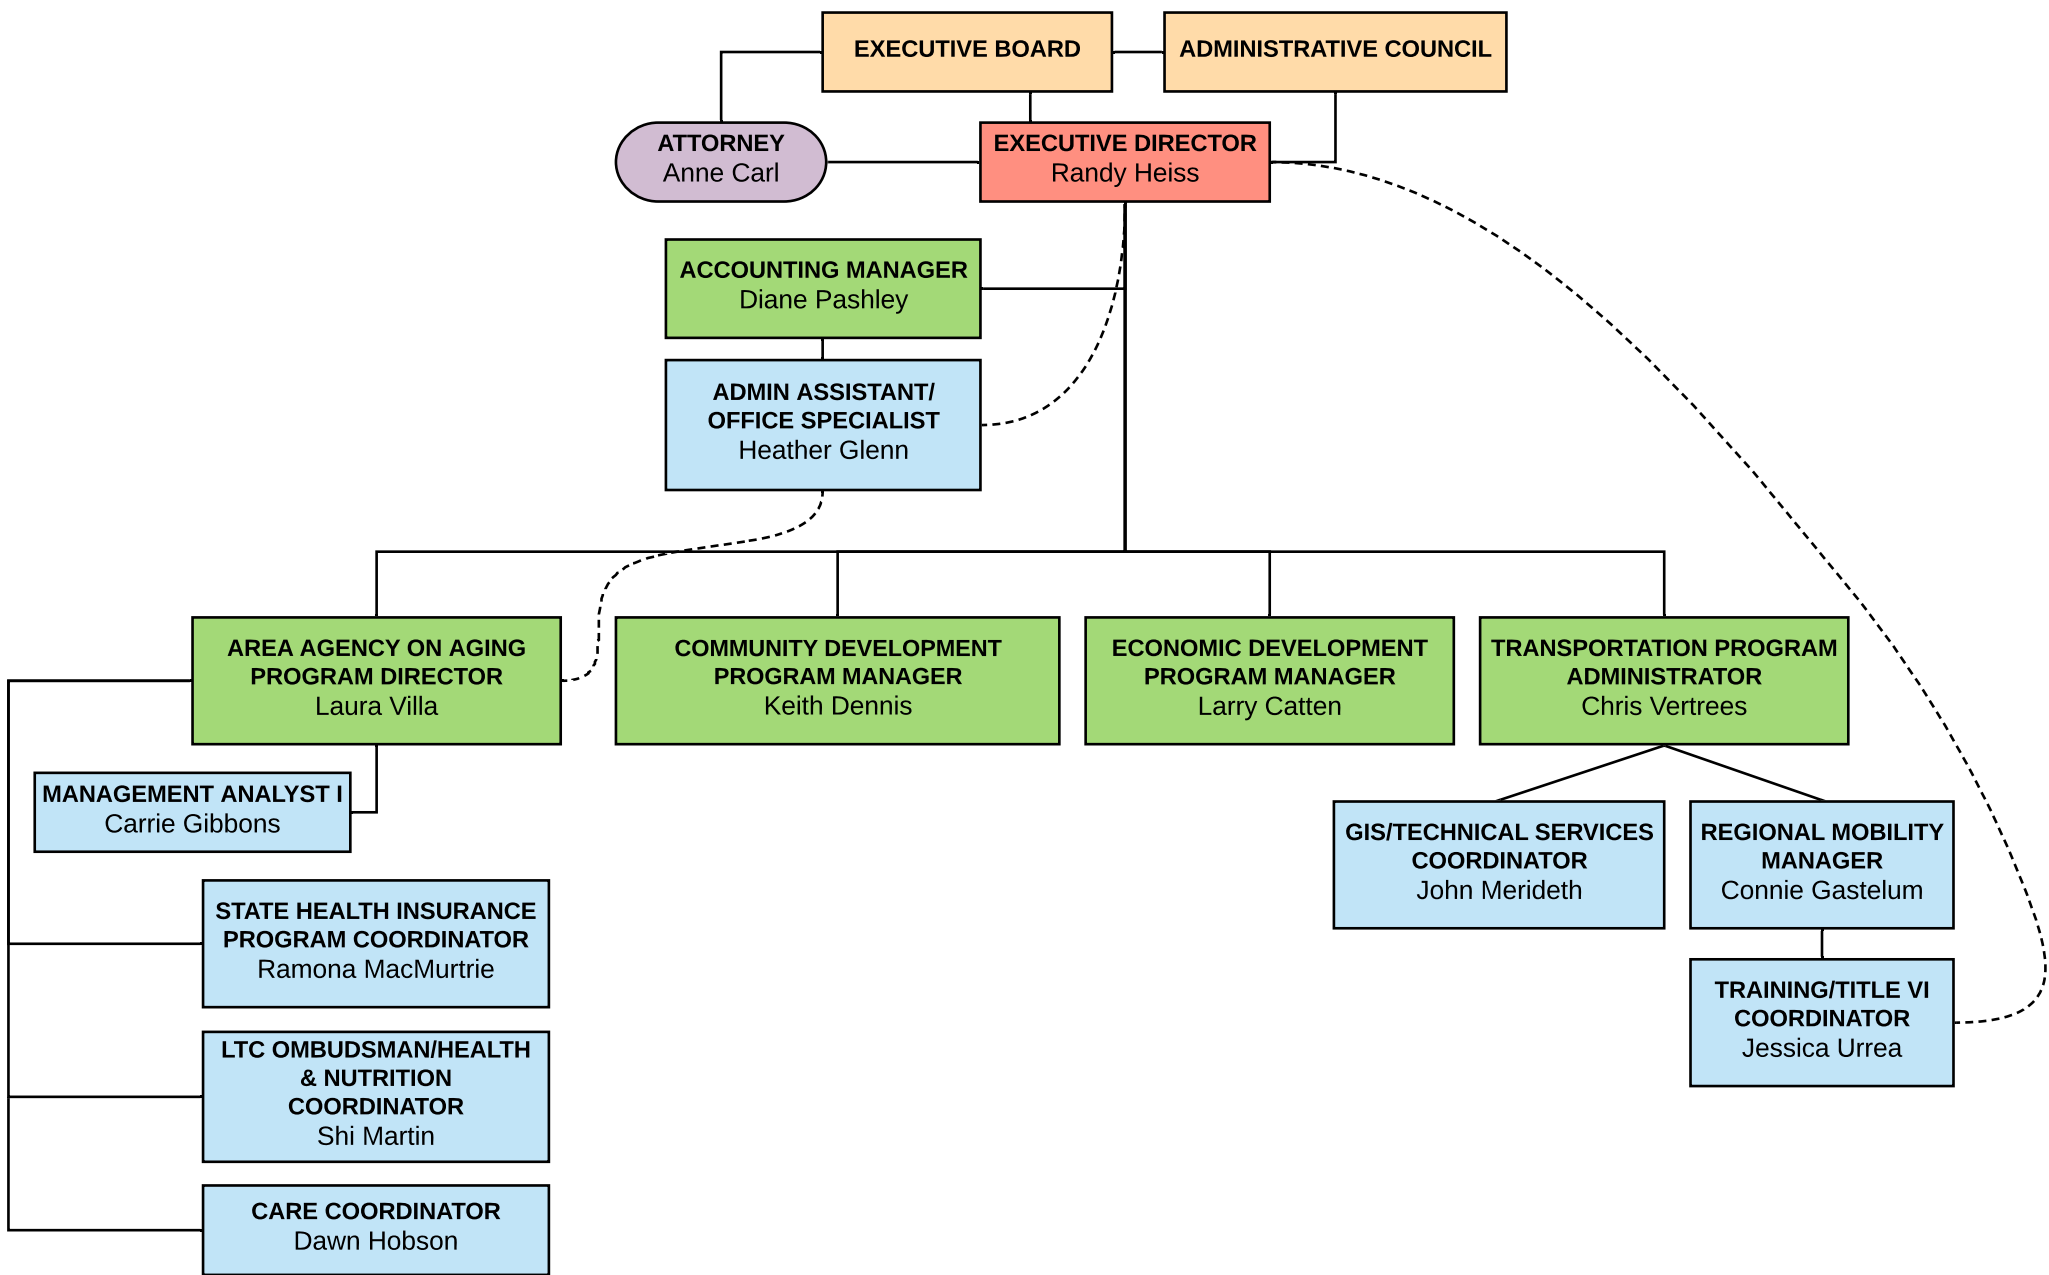 EXECUTIVE BOARD
ADMINISTRATIVE COUNCIL
ATTORNEY
Anne Carl
EXECUTIVE DIRECTOR
Randy Heiss
ACCOUNTING MANAGER
Diane Pashley
ADMIN ASSISTANT/
OFFICE SPECIALIST
Heather Glenn
AREA AGENCY ON AGING
PROGRAM DIRECTOR
Laura Villa
COMMUNITY DEVELOPMENT
PROGRAM MANAGER
Keith Dennis
ECONOMIC DEVELOPMENT
PROGRAM MANAGER
Larry Catten
TRANSPORTATION PROGRAM
ADMINISTRATOR
Chris Vertrees
MANAGEMENT ANALYST I
Carrie Gibbons
GIS/TECHNICAL SERVICES
COORDINATOR
John Merideth
REGIONAL MOBILITY
MANAGER
Connie Gastelum
STATE HEALTH INSURANCE
PROGRAM COORDINATOR
Ramona MacMurtrie
TRAINING/TITLE VI
COORDINATOR
Jessica Urrea
LTC OMBUDSMAN/HEALTH
& NUTRITION
COORDINATOR
Shi Martin
CARE COORDINATOR
Dawn Hobson